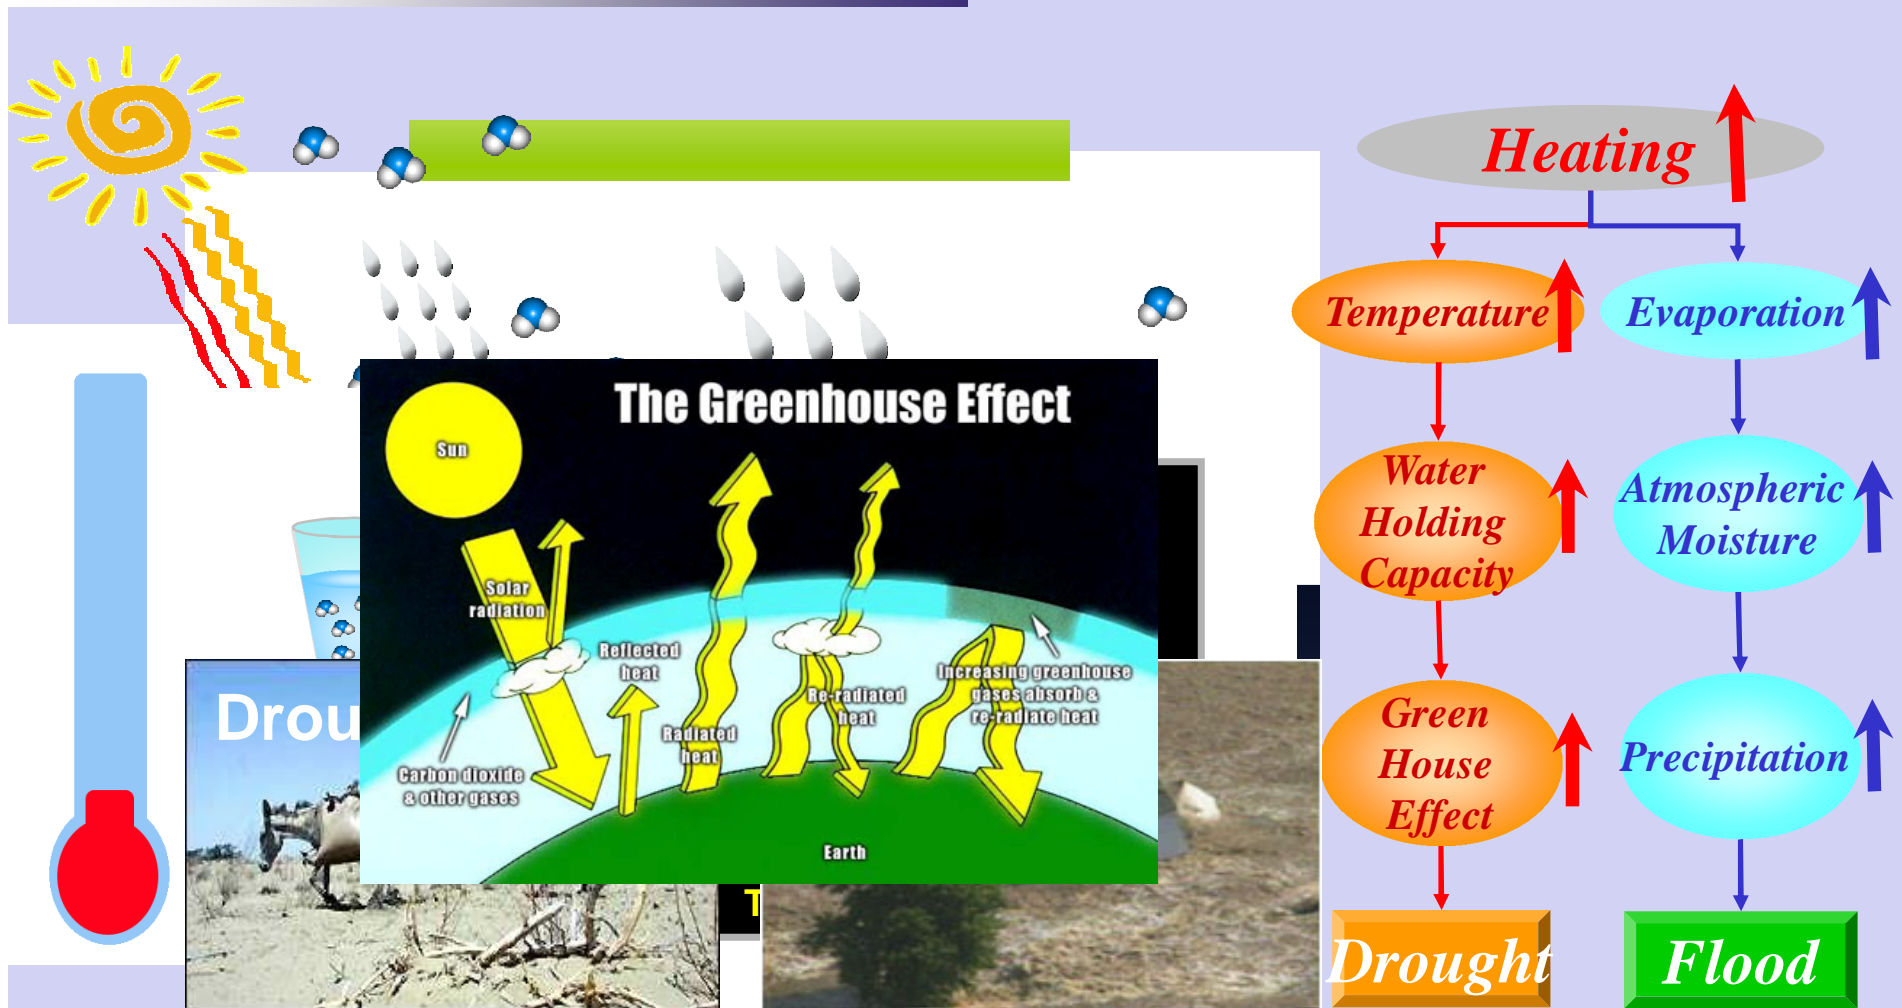 The Greenhouse Effect
Sun
Solar
radiation
Reflected
heat
Radiated
heat
Re-radiated
heat
Increasing greenhouse
gases absorb &
re-radiate heat
Carbon dioxide
& other gases
Earth
Drou
T
Heating
Temperature
Evaporation
Water
Holding
Capacity
Atmospheric
Moisture
Green
House
Effect
Precipitation
Drought
Flood